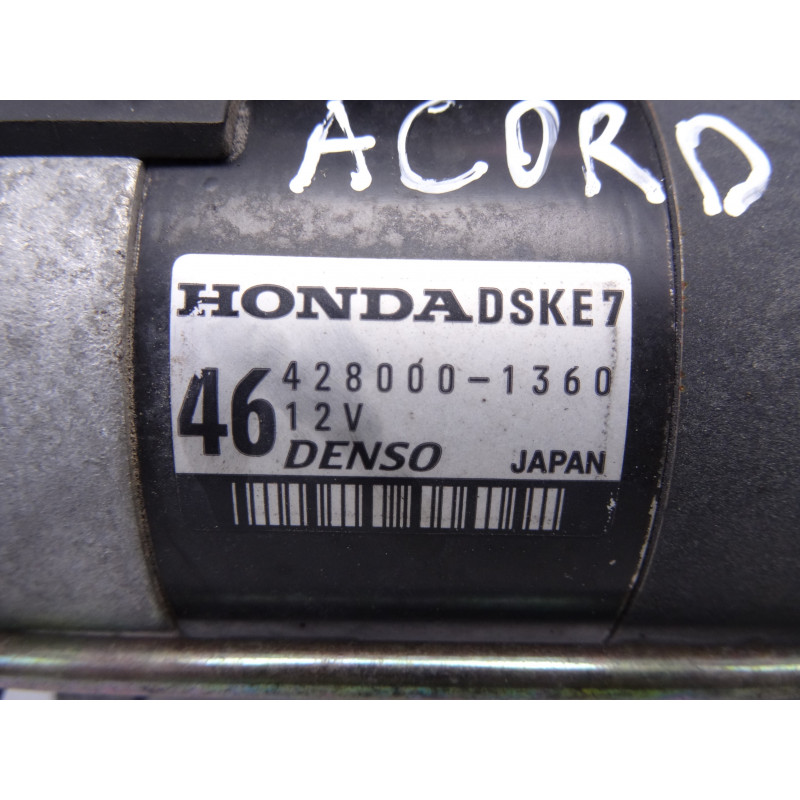 ACORD
HONDA DSKE7
46 428000-1360
12V
DENSO JAPAN